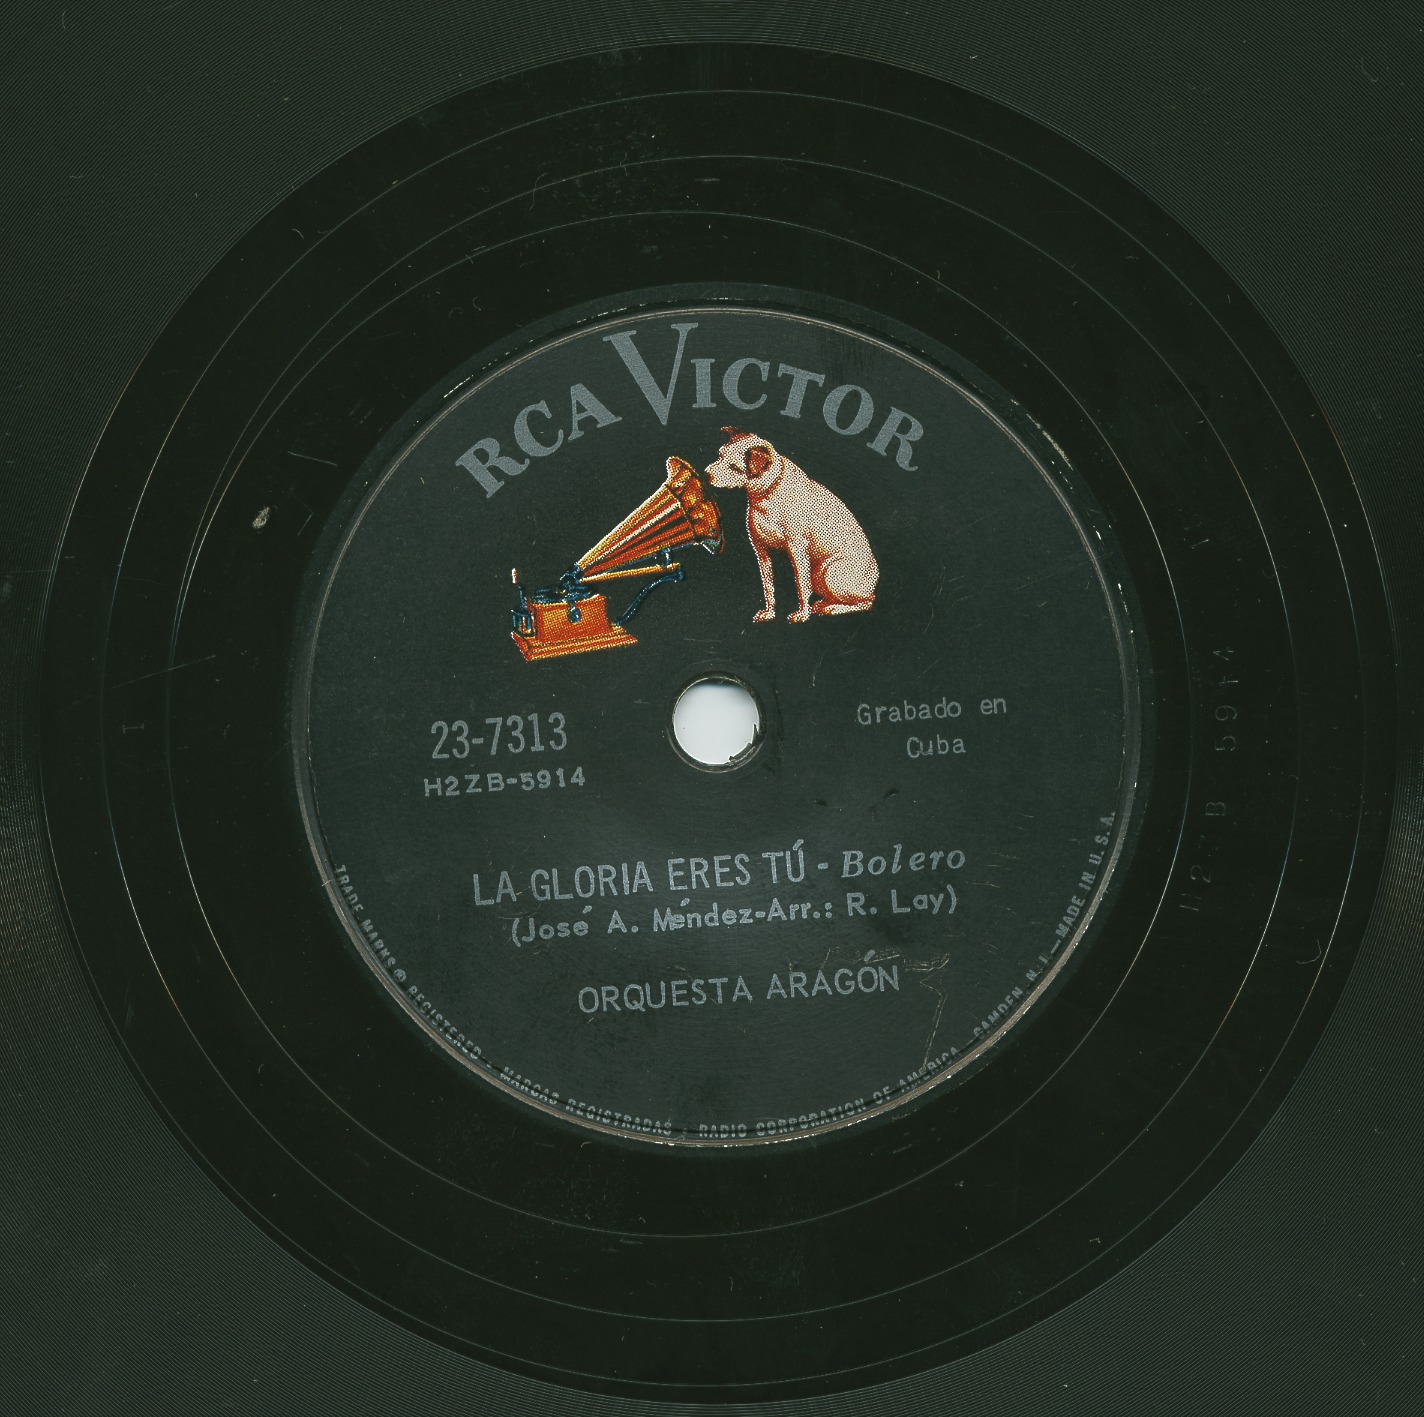 RCA VICTOR
23-7313
H2ZB-5914
Grabado en
Cuba
LA GLORIA ERES TÚ - Bolero
(José A. Méndez-Arr.: R. Lay)
ORQUESTA ARAGÓN
TRADE MARKS ® REGISTERED - MARCAS REGISTRADAS - RADIO CORPORATION OF AMERICA - CAMDEN, N. J. - MADE IN U. S. A.